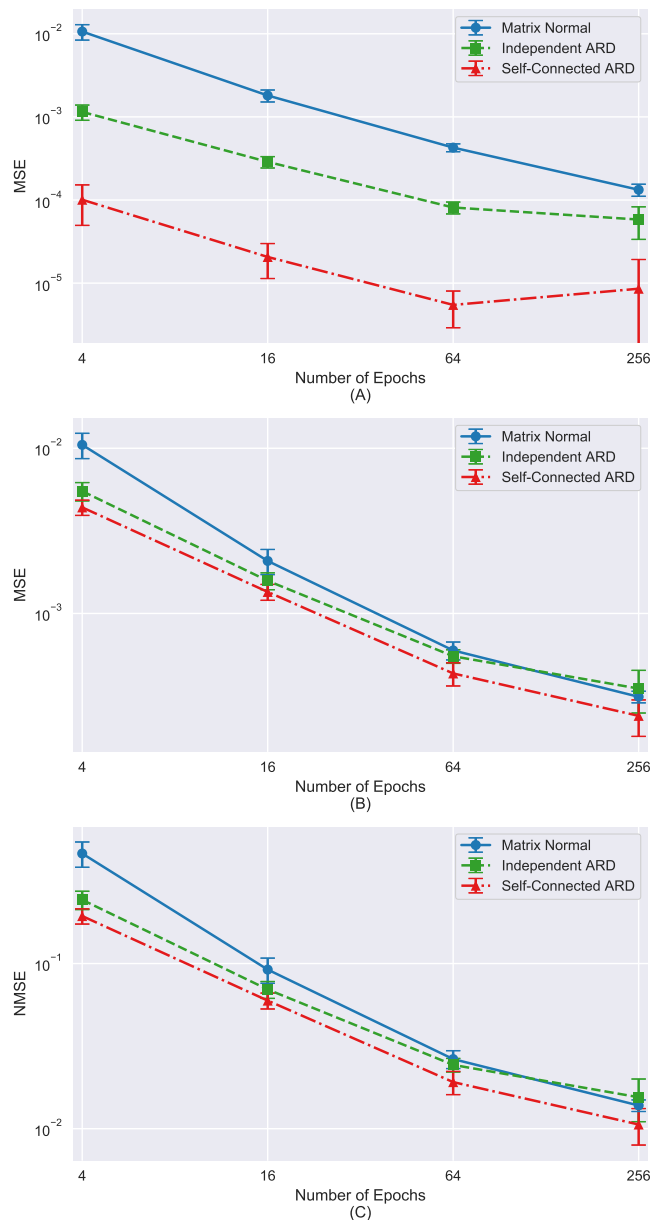 10⁻²
10⁻³
10⁻⁴
10⁻⁵
MSE
Matrix Normal
Independent ARD
Self-Connected ARD
4 16 64 256
Number of Epochs
(A)
10⁻²
10⁻³
MSE
Matrix Normal
Independent ARD
Self-Connected ARD
4 16 64 256
Number of Epochs
(B)
10⁻¹
10⁻²
NMSE
Matrix Normal
Independent ARD
Self-Connected ARD
4 16 64 256
Number of Epochs
(C)